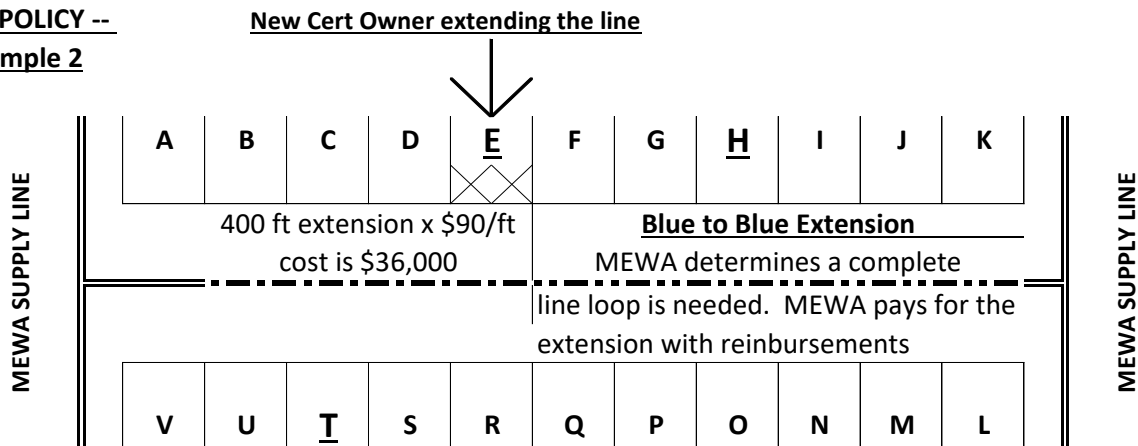 POLICY --
mple 2
New Cert Owner extending the line
A B C D E F G H I J K
MEWA SUPPLY LINE
400 ft extension x $90/ft
cost is $36,000
Blue to Blue Extension
MEWA determines a complete
line loop is needed. MEWA pays for the
extension with reinbursements
MEWA SUPPLY LINE
V U T S R Q P O N M L